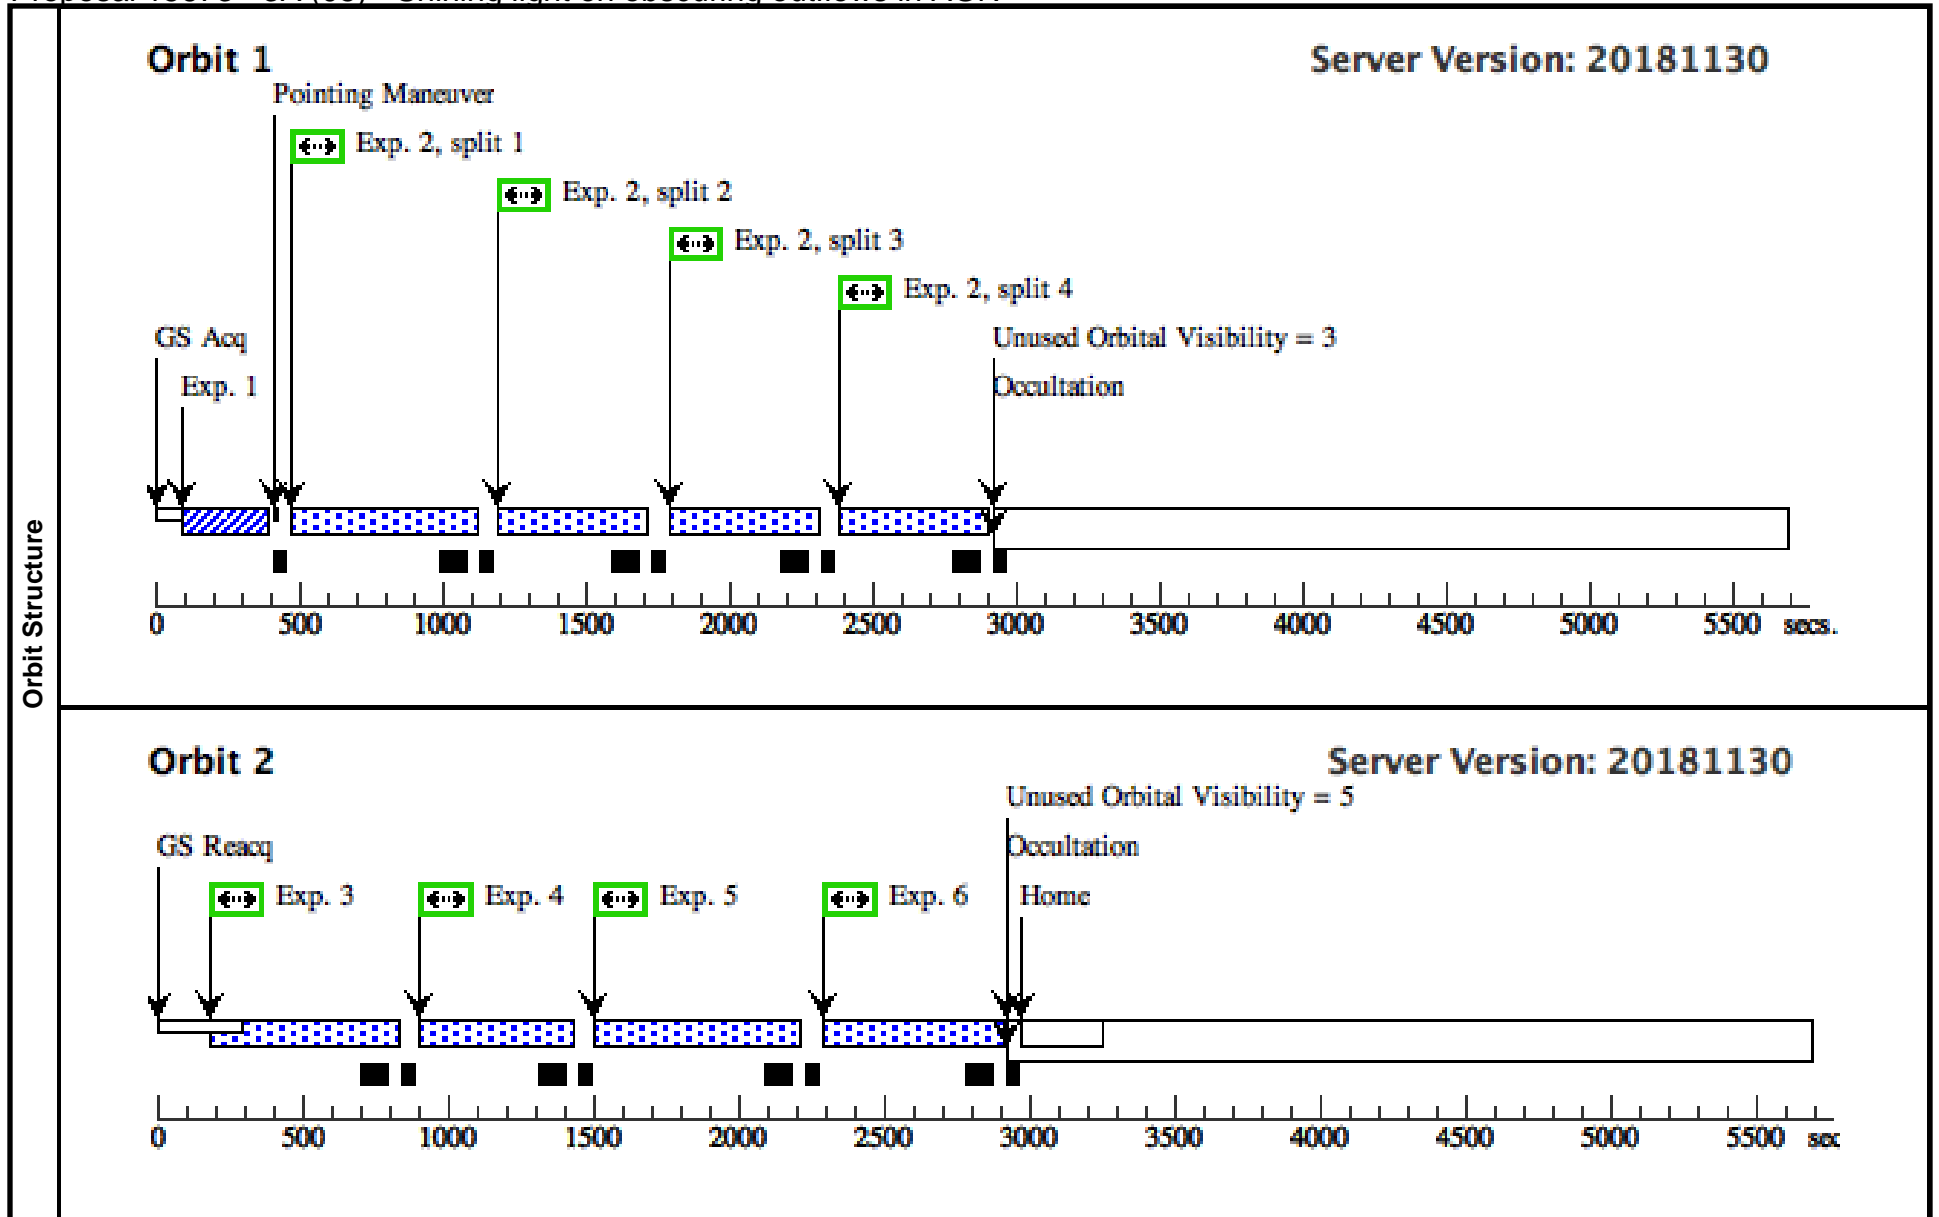 Orbit Structure
Orbit 1
Server Version: 20181130
Pointing Maneuver
Exp. 2, split 1
Exp. 2, split 2
Exp. 2, split 3
Exp. 2, split 4
GS Acq
Unused Orbital Visibility = 3
Exp. 1
Occultation
0 500 1000 1500 2000 2500 3000 3500 4000 4500 5000 5500 secs.
Orbit 2
Server Version: 20181130
Unused Orbital Visibility = 5
GS Reacq
Occultation
Exp. 3
Exp. 4
Exp. 5
Exp. 6
Home
0 500 1000 1500 2000 2500 3000 3500 4000 4500 5000 5500 sec